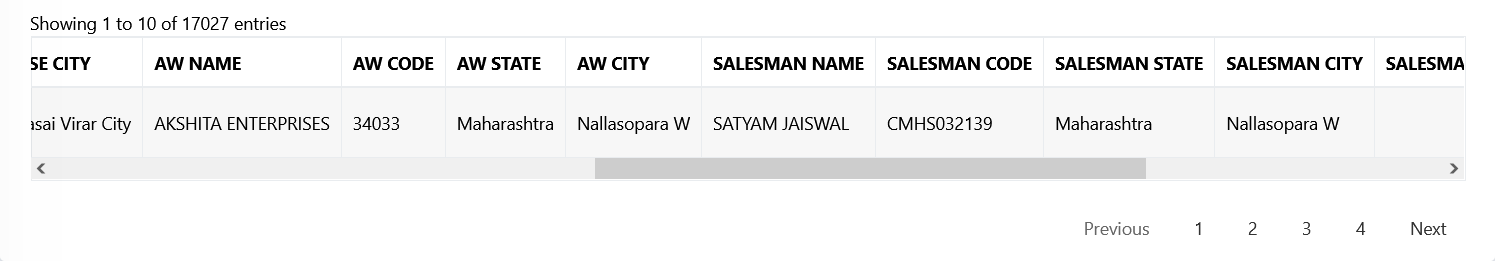 Showing 1 to 10 of 17027 entries
SE CITY AW NAME AW CODE AW STATE AW CITY SALESMAN NAME SALESMAN CODE SALESMAN STATE SALESMAN CITY SALESMA
asai Virar City AKSHITA ENTERPRISES 34033 Maharashtra Nallasopara W SATYAM JAISWAL CMHS032139 Maharashtra Nallasopara W
Previous 1 2 3 4 Next